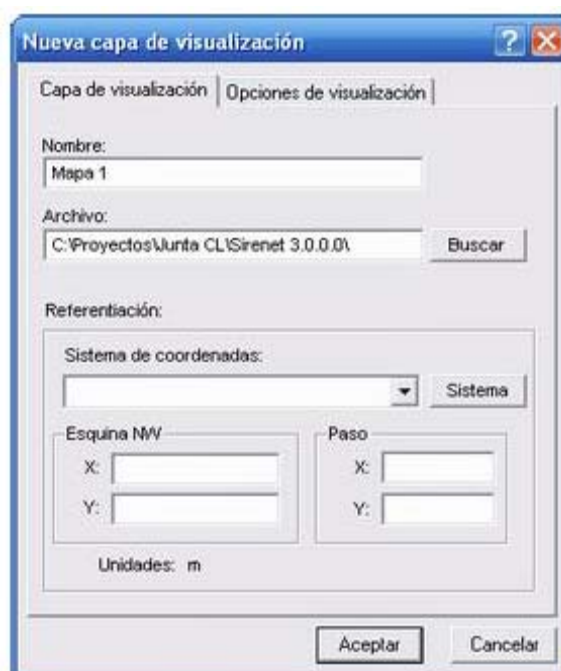 Nueva capa de visualización
Capa de visualización
Opciones de visualización
Nombre:
Mapa 1
Archivo:
C:\Proyectos\Junta CL\Sirenet 3.0.0.0\
Buscar
Referentiación:
Sistema de coordenadas:
Sistema
Esquina NW
Paso
X:
X:
Y:
Y:
Unidades: m
Aceptar
Cancelar